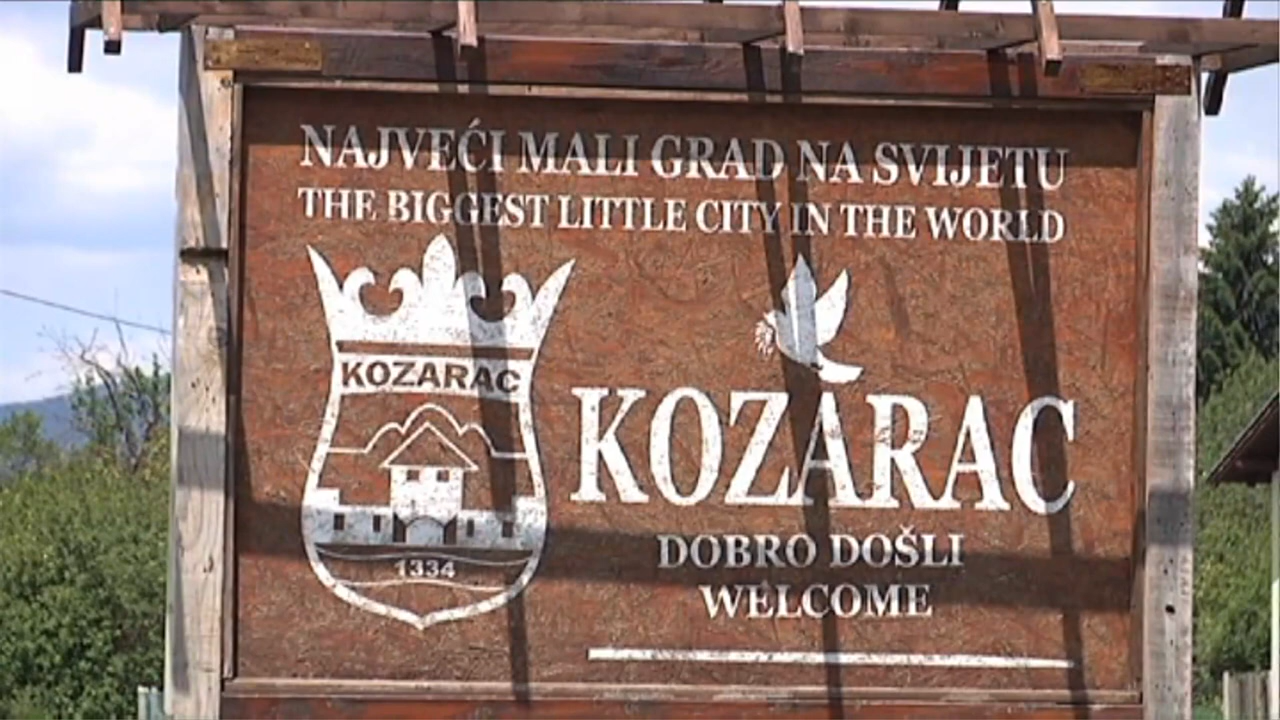 NAJVEĆI MALI GRAD NA SVIJETU
THE BIGGEST LITTLE CITY IN THE WORLD
KOZARAC
1334
KOZARAC
DOBRO DOŠLI
WELCOME